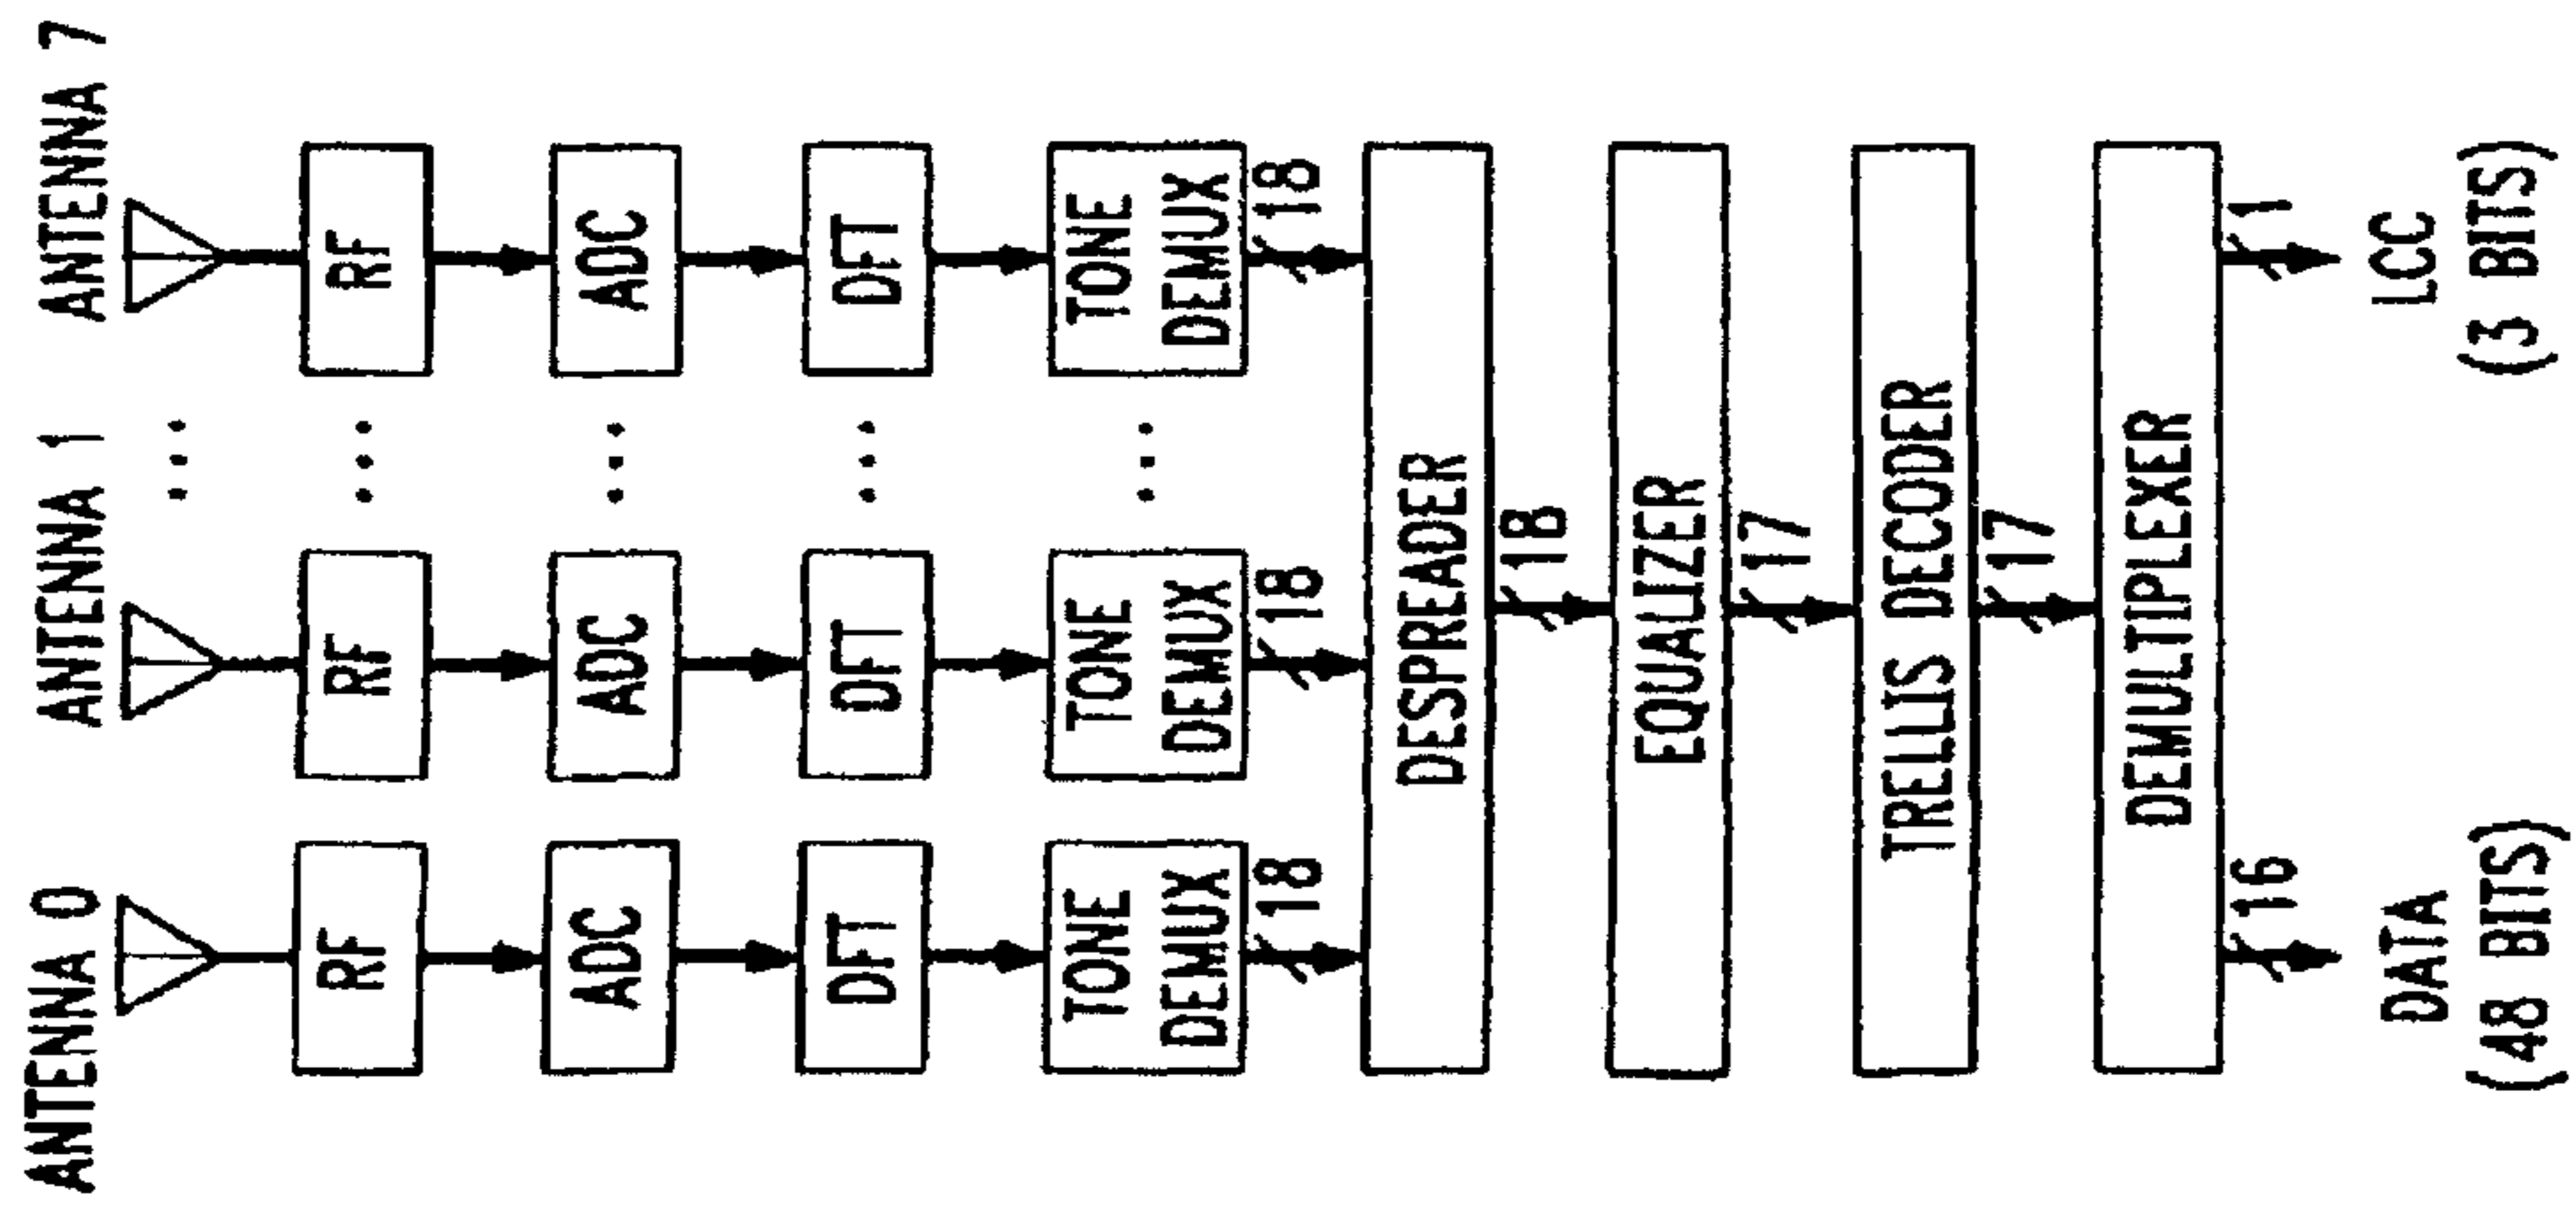 ANTENNA 0
ANTENNA 1
ANTENNA 7
...
RF
RF
...
RF
ADC
ADC
...
ADC
DFT
DFT
...
DFT
TONE
DEMUX
TONE
DEMUX
...
TONE
DEMUX
18
18
18
DESPREADER
18
EQUALIZER
17
TRELLIS DECODER
17
DEMULTIPLEXER
16
1
DATA
(48 BITS)
LCC
(3 BITS)